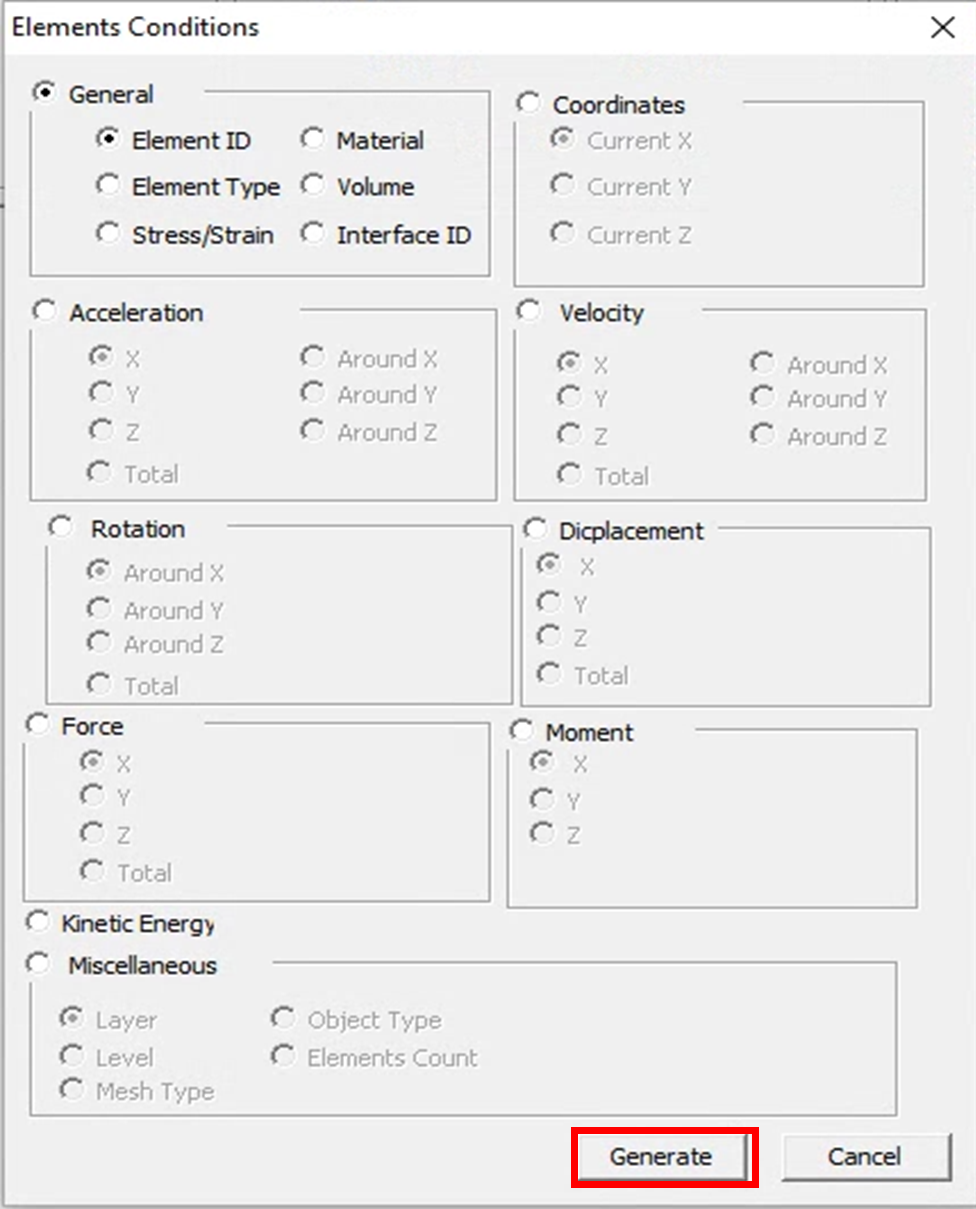 Elements Conditions
General
Element ID
Material
Element Type
Volume
Stress/Strain
Interface ID
Coordinates
Current X
Current Y
Current Z
Acceleration
X
Around X
Y
Around Y
Z
Around Z
Total
Velocity
X
Around X
Y
Around Y
Z
Around Z
Total
Rotation
Around X
Around Y
Around Z
Total
Dicplacement
X
Y
Z
Total
Force
X
Y
Z
Total
Moment
X
Y
Z
Kinetic Energy
Miscellaneous
Layer
Object Type
Level
Elements Count
Mesh Type
Generate
Cancel